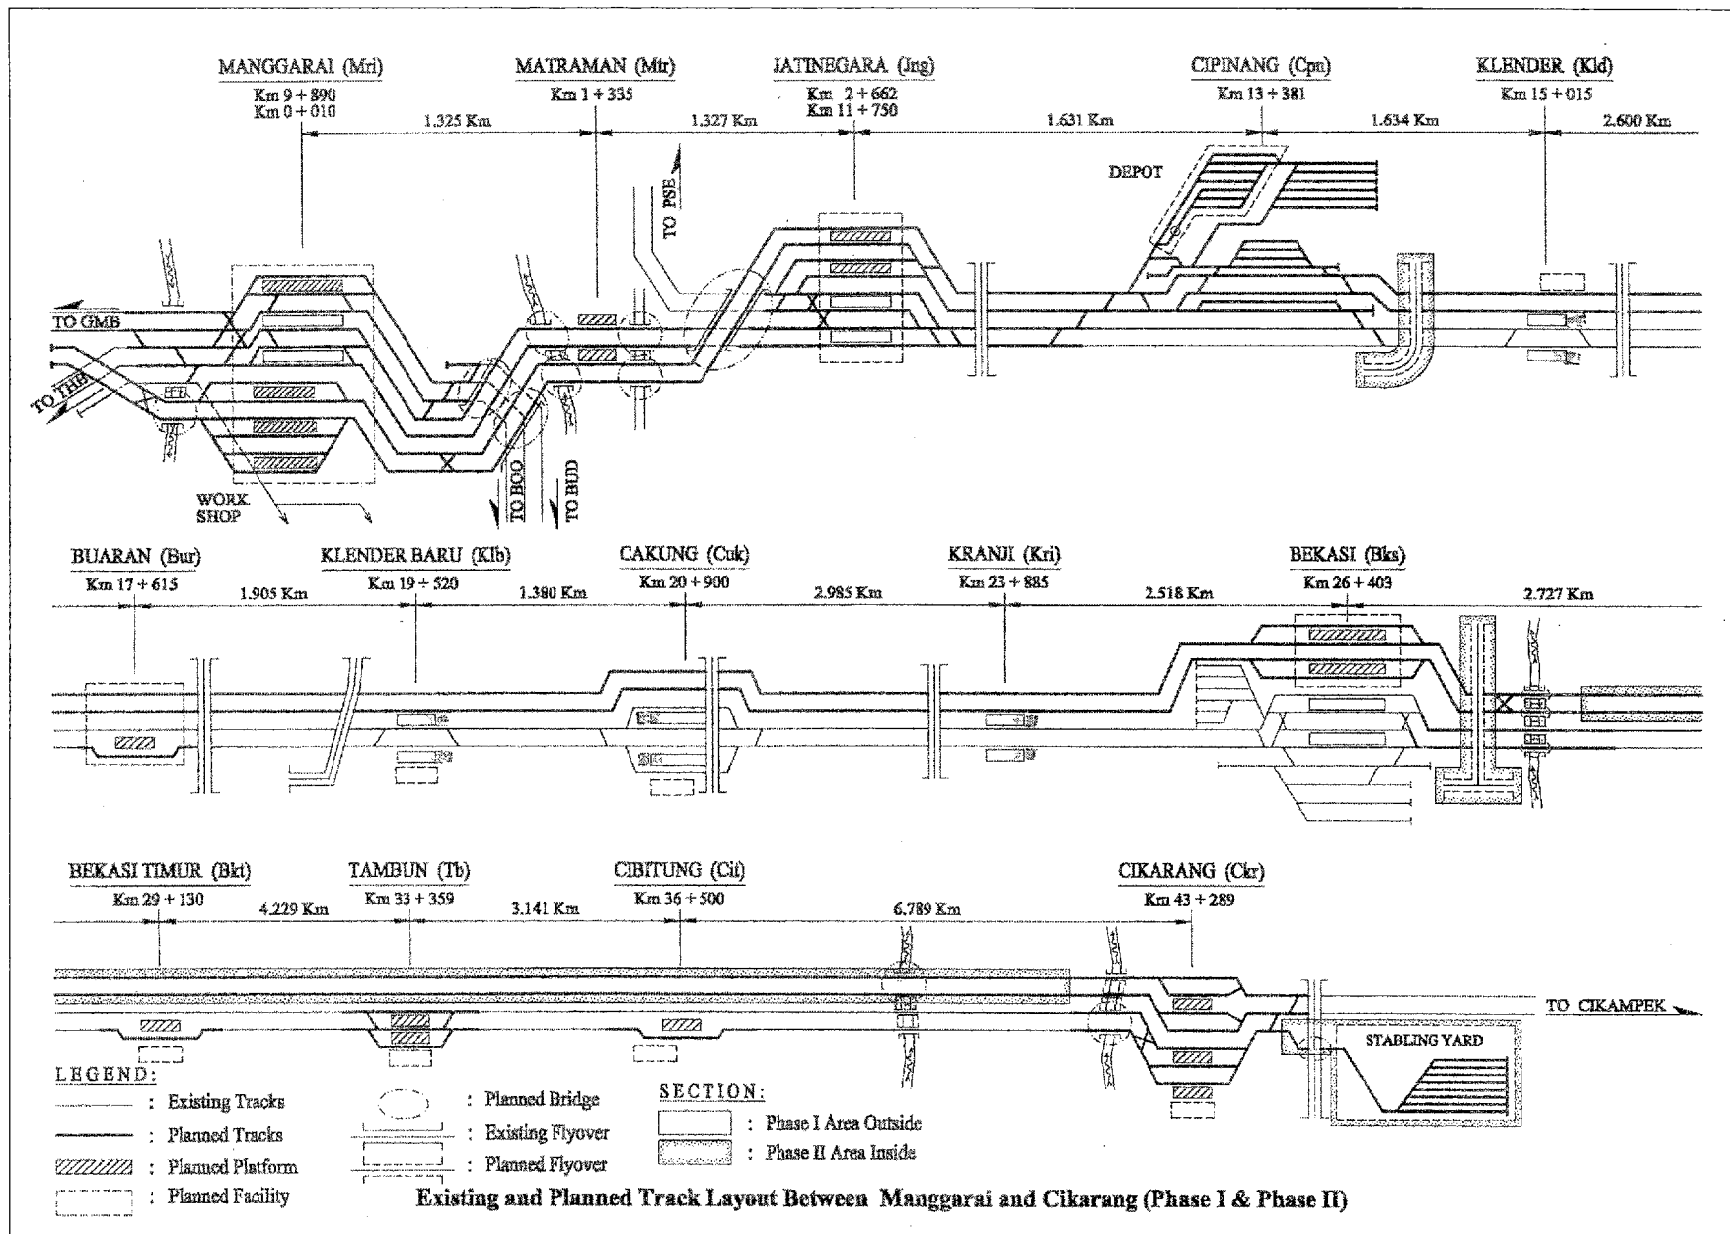 MANGGARAI (Mri)
Km 9 + 890
Km 0 + 010
MATRAMAN (Mtr)
Km 1 + 335
JATINEGARA (Jng)
Km 2 + 662
Km 11 + 750
CIPINANG (Cpn)
Km 13 + 381
KLENDER (Kld)
Km 15 + 015
1.325 Km
1.327 Km
1.631 Km
1.634 Km
2.600 Km
TO PSE
DEPOT
TO GMB
TO THB
WORK
SHOP
TO BOO
TO BUD
BUARAN (Bur)
Km 17 + 615
KLENDER BARU (Klb)
Km 19 + 520
CAKUNG (Cuk)
Km 20 + 900
KRANJI (Kri)
Km 23 + 885
BEKASI (Bks)
Km 26 + 403
1.905 Km
1.380 Km
2.985 Km
2.518 Km
2.727 Km
BEKASI TIMUR (Bkt)
Km 29 + 130
TAMBUN (Tb)
Km 33 + 359
CIBITUNG (Cit)
Km 36 + 500
CIKARANG (Ckr)
Km 43 + 289
4.229 Km
3.141 Km
6.789 Km
TO CIKAMPEK
STABLING YARD
LEGEND:
: Existing Tracks
: Planned Tracks
: Planned Platform
: Planned Facility
: Planned Bridge
: Existing Flyover
: Planned Flyover
SECTION:
: Phase I Area Outside
: Phase II Area Inside
Existing and Planned Track Layout Between Manggarai and Cikarang (Phase I & Phase II)